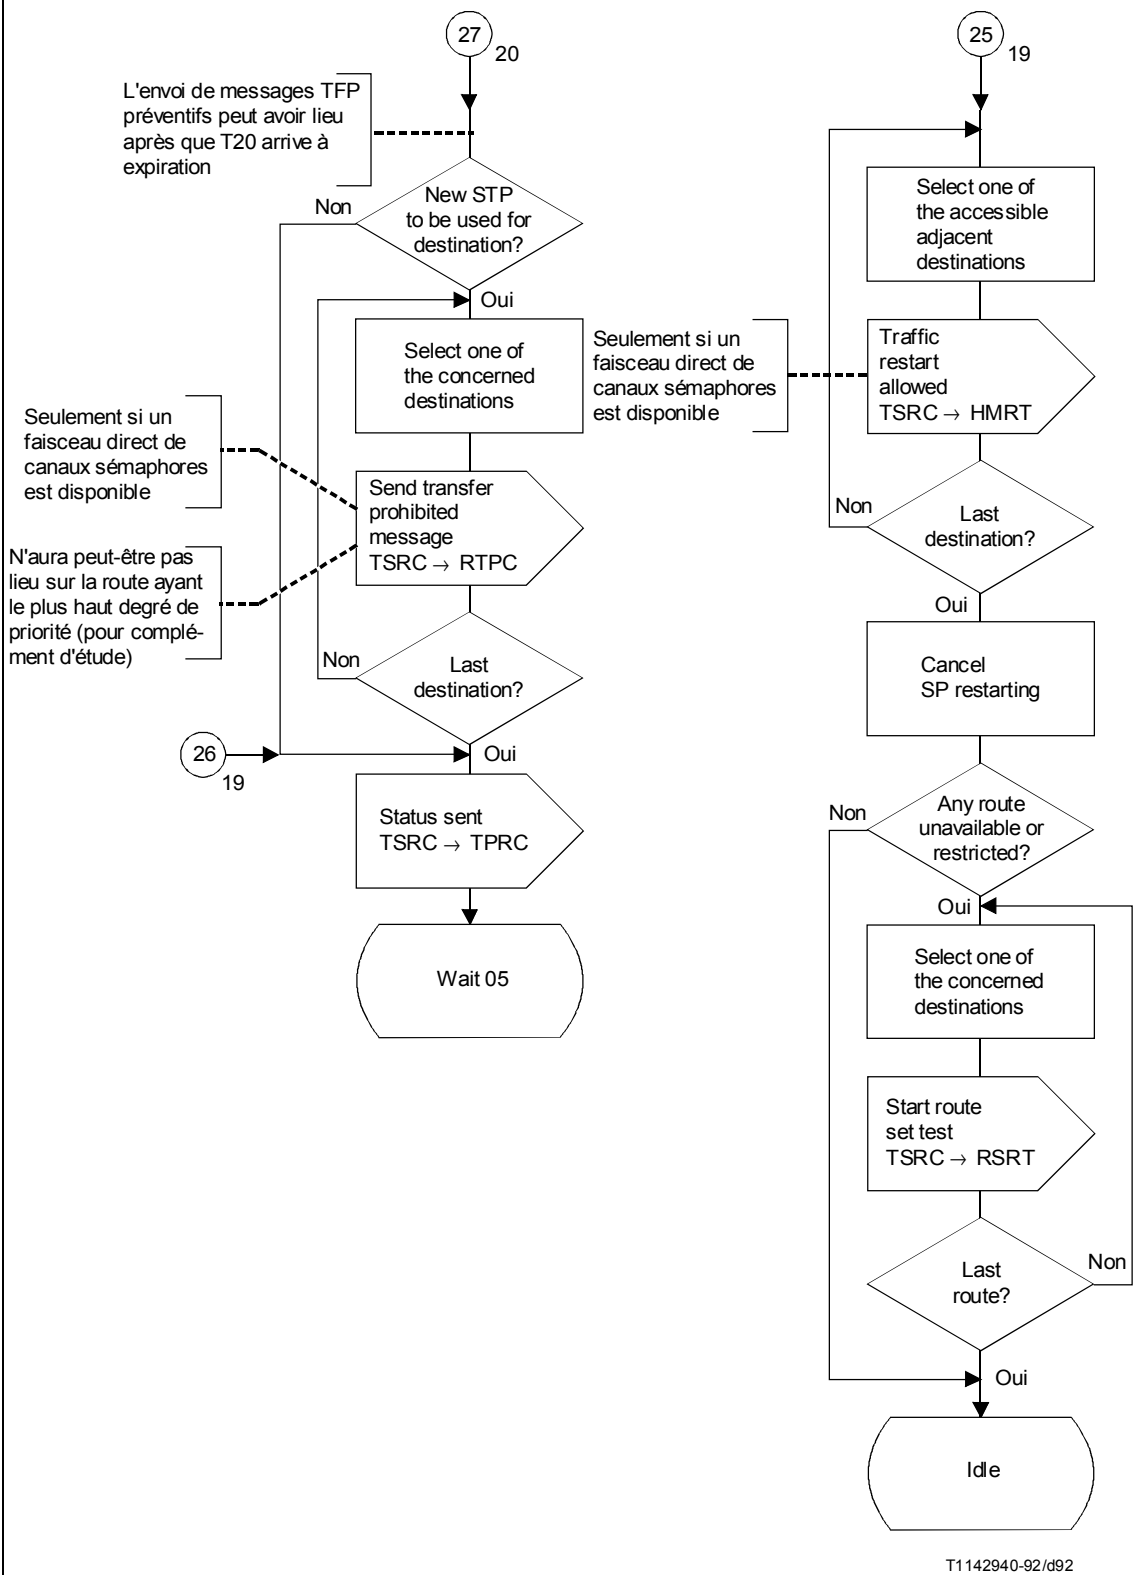 27
20
L'envoi de messages TFP
préventifs peut avoir lieu
après que T20 arrive à
expiration
New STP
to be used for
destination?
Non
Oui
Select one of
the concerned
destinations
Seulement si un
faisceau direct de
canaux sémaphores
est disponible
Send transfer
prohibited
message
TSRC → RTPC
N'aura peut-être pas
lieu sur la route ayant
le plus haut degré de
priorité (pour complé-
ment d'étude)
Non
Last
destination?
Oui
26
19
Status sent
TSRC → TPRC
Wait 05
25
19
Select one of
the accessible
adjacent
destinations
Seulement si un
faisceau direct de
canaux sémaphores
est disponible
Traffic
restart
allowed
TSRC → HMRT
Non
Last
destination?
Oui
Cancel
SP restarting
Non
Any route
unavailable or
restricted?
Oui
Select one of
the concerned
destinations
Start route
set test
TSRC → RSRT
Last
route?
Non
Oui
Idle
T1142940-92/d92